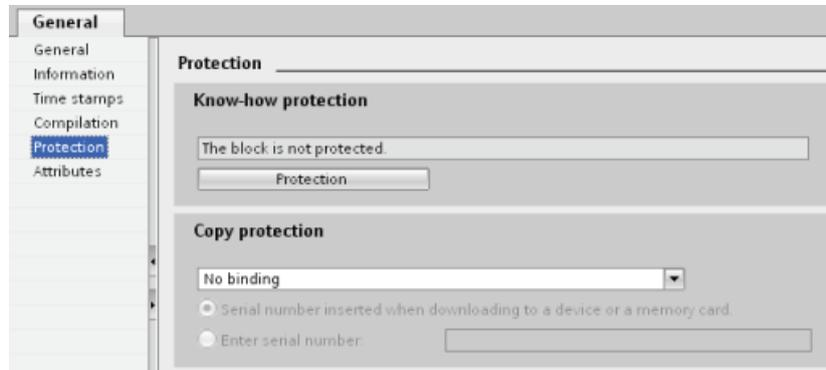 General
General
Information
Time stamps
Compilation
Protection
Attributes
Protection
Know-how protection
The block is not protected.
Protection
Copy protection
No binding
Serial number inserted when downloading to a device or a memory card.
Enter serial number: